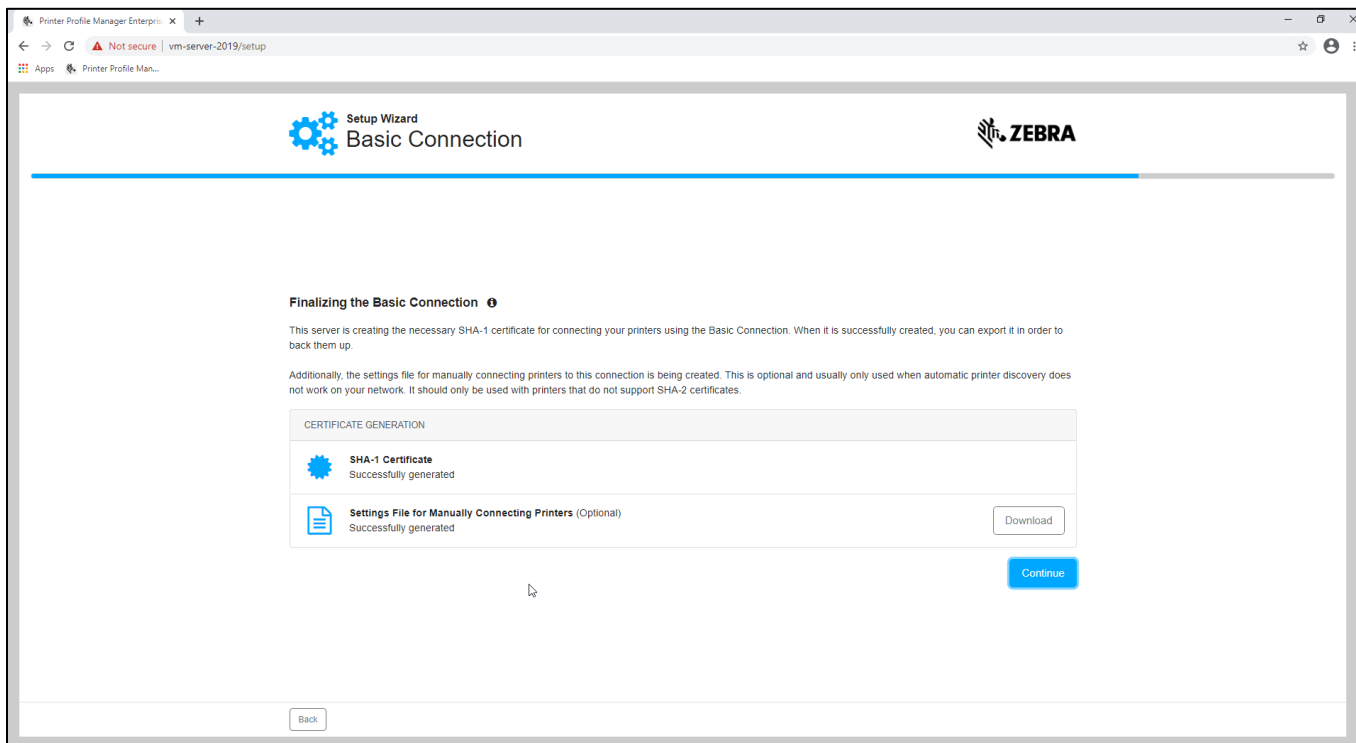 Printer Profile Manager Enterpris
Not secure | vm-server-2019/setup
Apps Printer Profile Man...
Setup Wizard
Basic Connection
ZEBRA
Finalizing the Basic Connection
This server is creating the necessary SHA-1 certificate for connecting your printers using the Basic Connection. When it is successfully created, you can export it in order to
back them up.
Additionally, the settings file for manually connecting printers to this connection is being created. This is optional and usually only used when automatic printer discovery does
not work on your network. It should only be used with printers that do not support SHA-2 certificates.
CERTIFICATE GENERATION
SHA-1 Certificate
Successfully generated
Settings File for Manually Connecting Printers (Optional)
Successfully generated
Download
Continue
Back